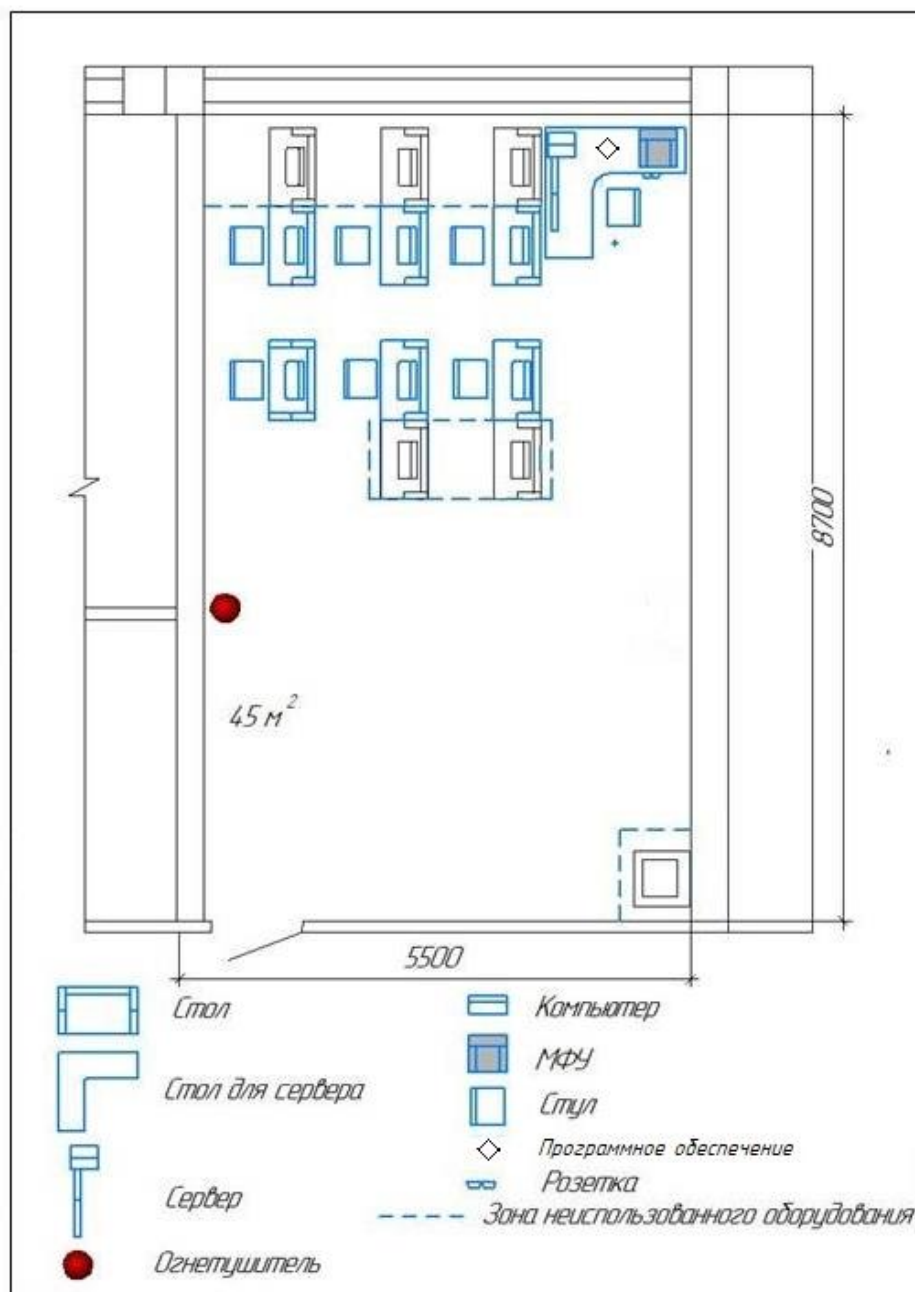 8700
45 м²
5500
Стол
Стол для сервера
Сервер
Огнетушитель
Компьютер
МФУ
Стул
Программное обеспечение
Розетка
Зона неиспользованного оборудования